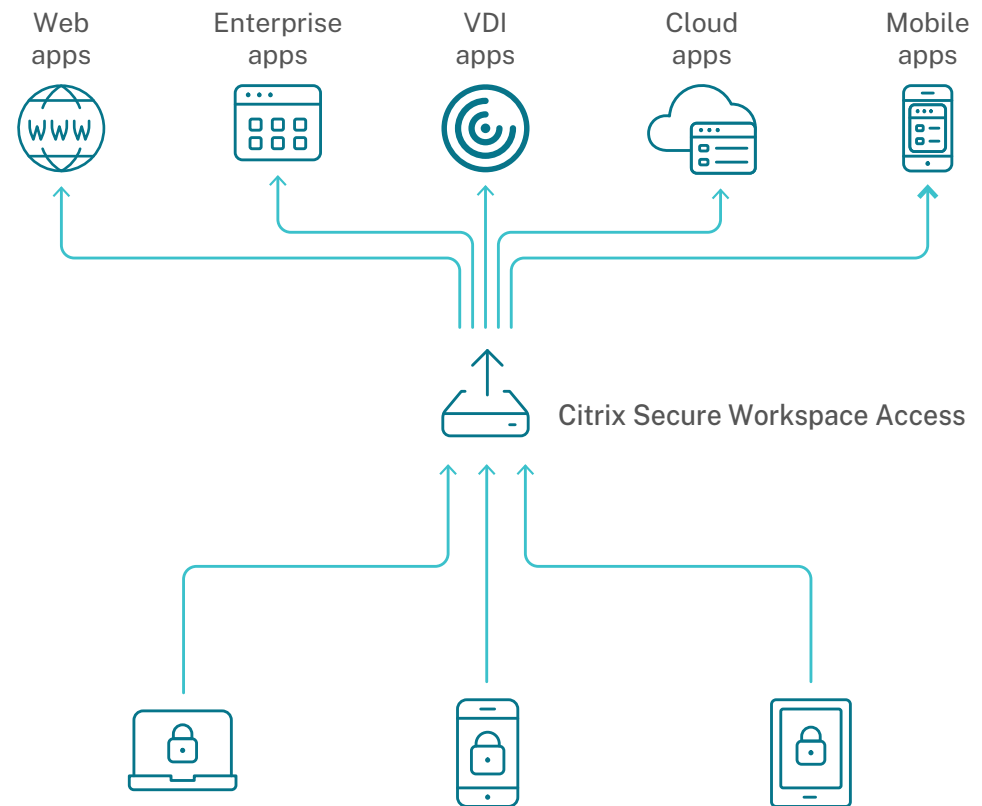 Web
apps
Enterprise
apps
VDI
apps
Cloud
apps
Mobile
apps
WWW
Citrix Secure Workspace Access